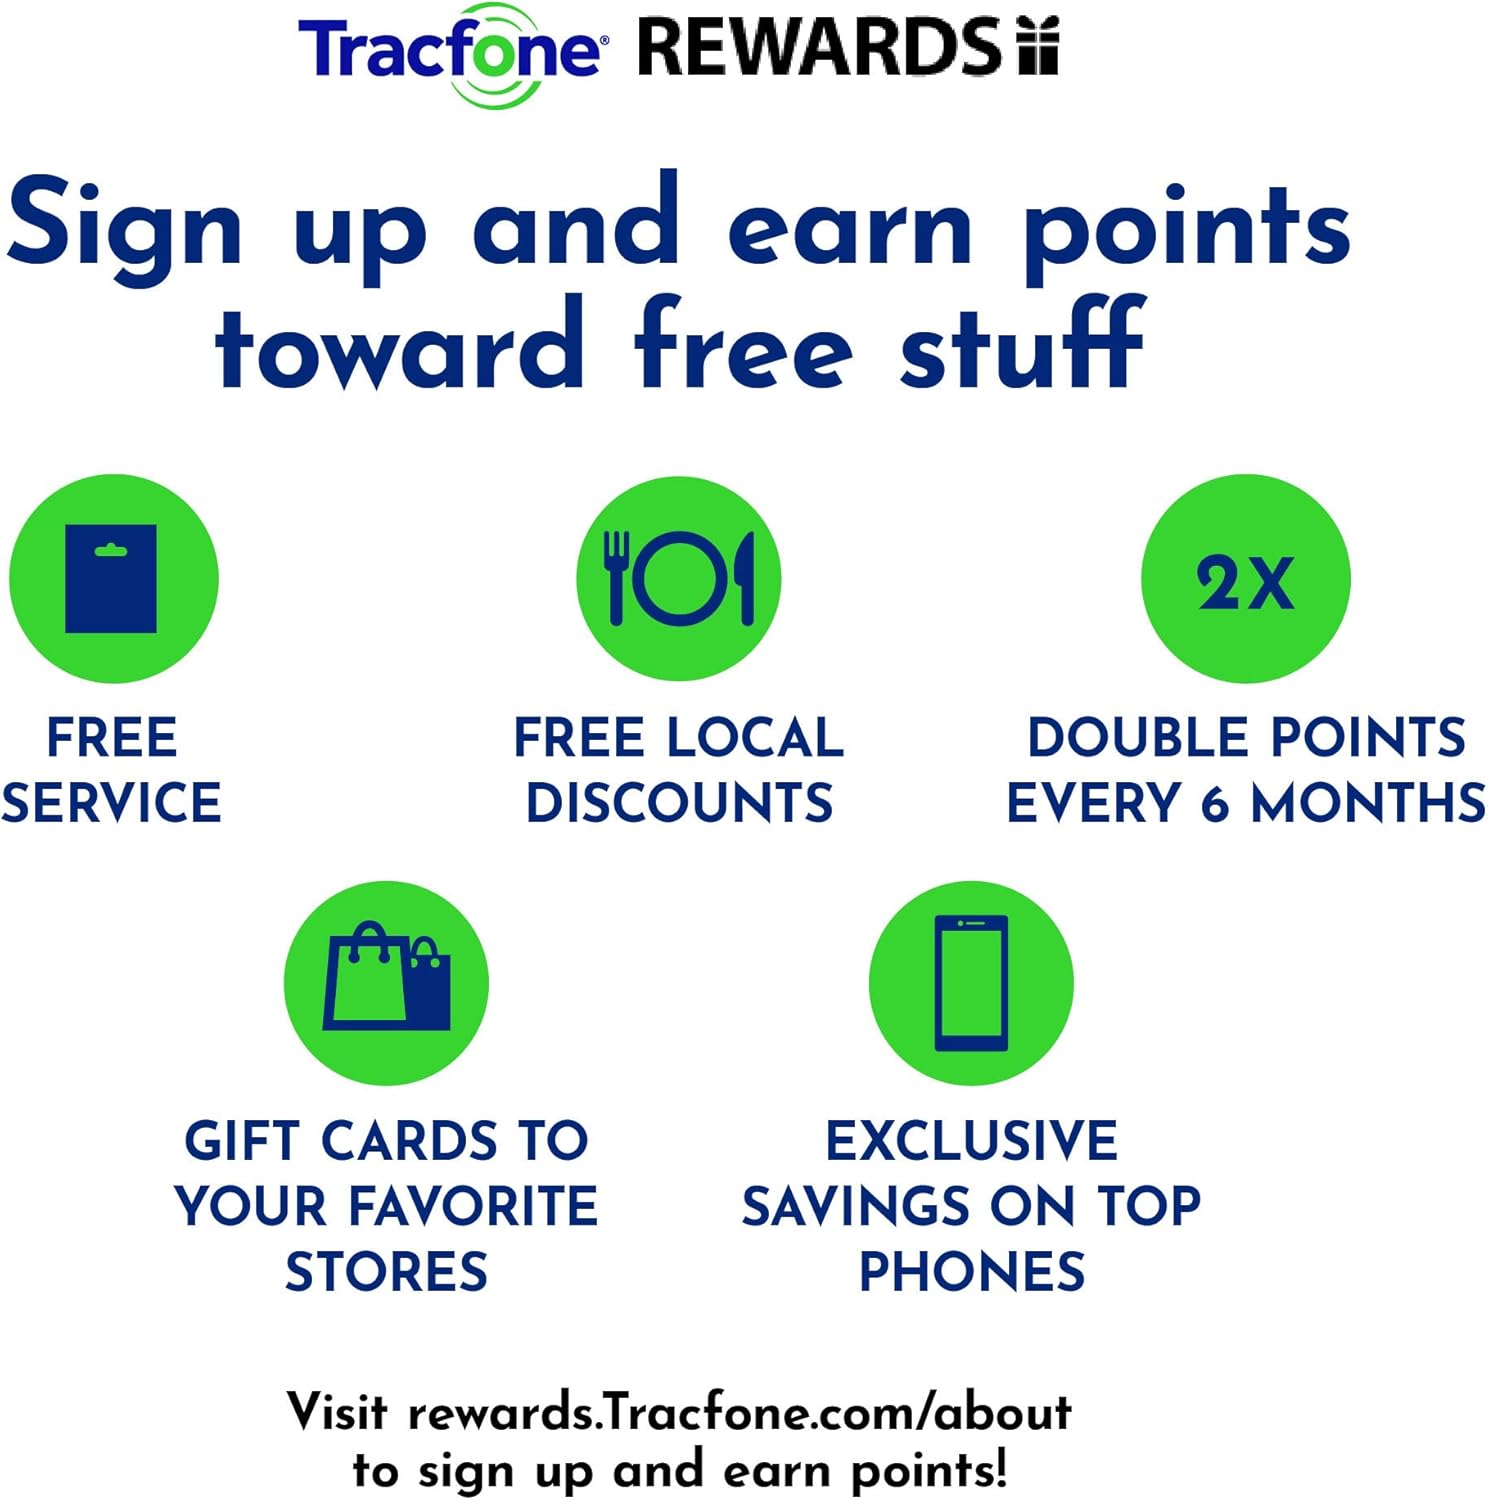 Tracfone® REWARDS
Sign up and earn points
toward free stuff
2X
FREE
SERVICE
FREE LOCAL
DISCOUNTS
DOUBLE POINTS
EVERY 6 MONTHS
GIFT CARDS TO
YOUR FAVORITE
STORES
EXCLUSIVE
SAVINGS ON TOP
PHONES
Visit rewards.Tracfone.com/about
to sign up and earn points!